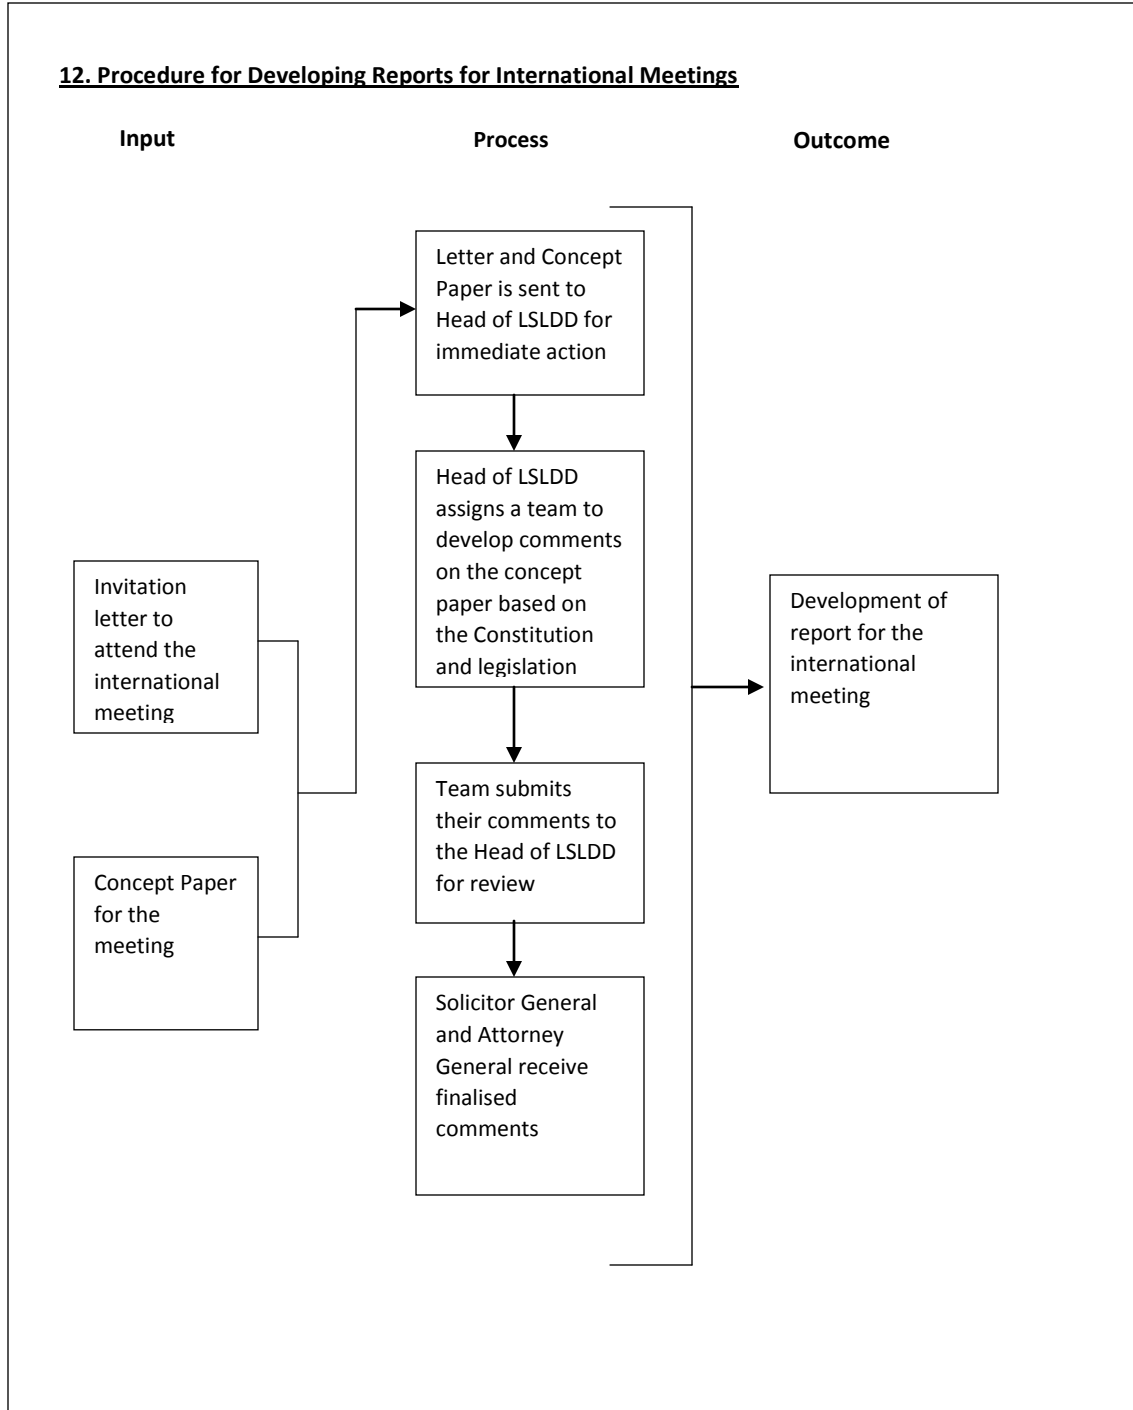 12. Procedure for Developing Reports for International Meetings
Input
Process
Outcome
Letter and Concept
Paper is sent to
Head of LSLDD for
immediate action
Head of LSLDD
assigns a team to
develop comments
on the concept
paper based on
the Constitution
and legislation
Invitation
letter to
attend the
international
meeting
Development of
report for the
international
meeting
Team submits
their comments to
the Head of LSLDD
for review
Concept Paper
for the
meeting
Solicitor General
and Attorney
General receive
finalised
comments